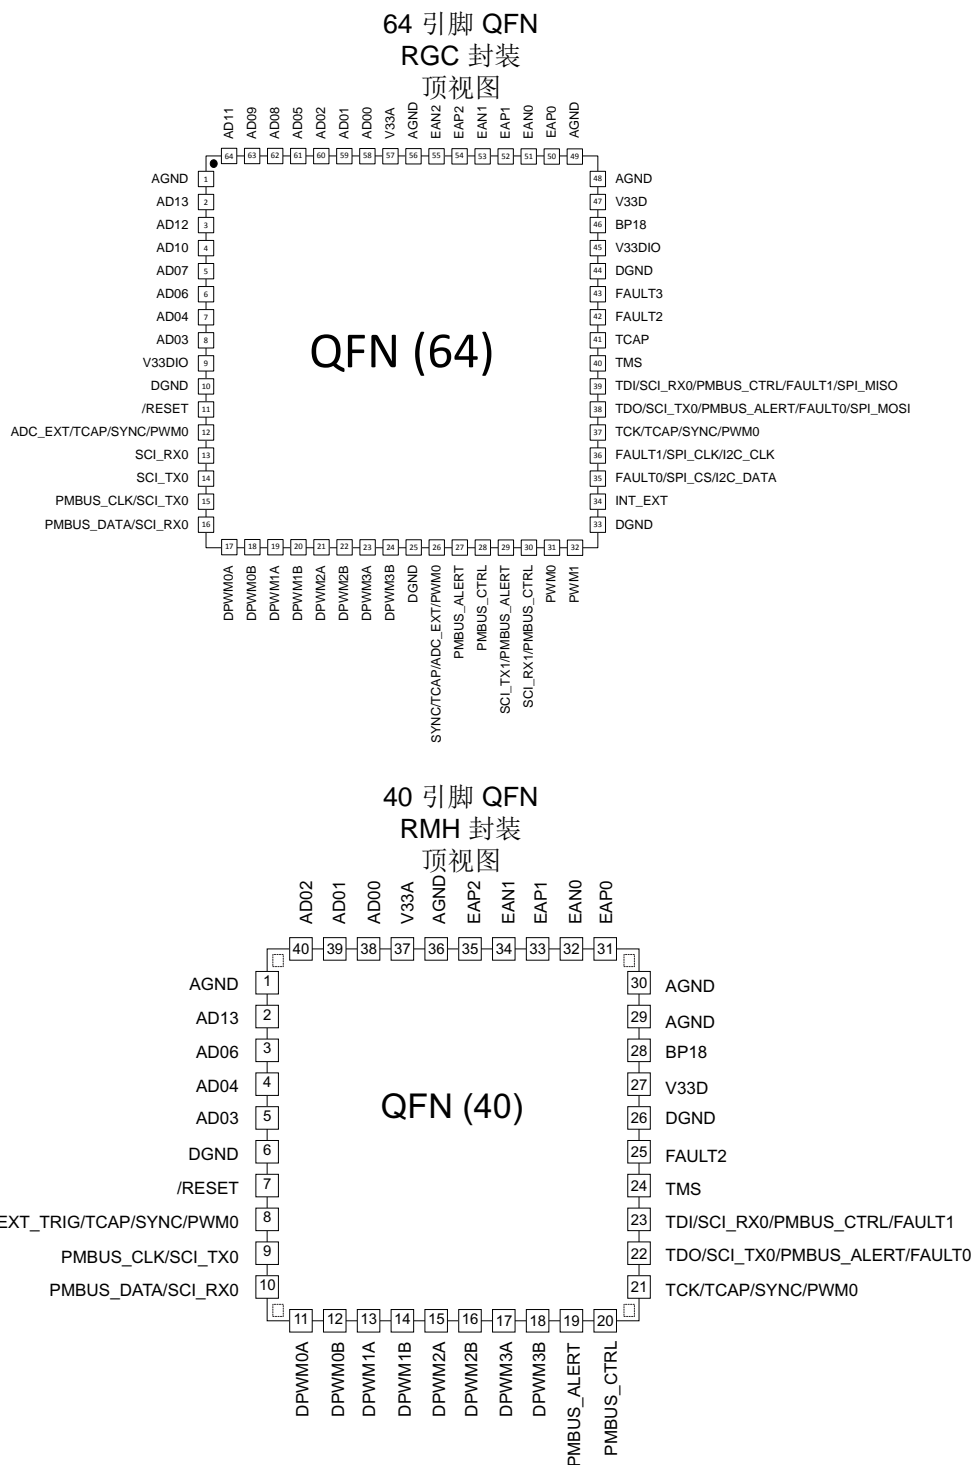 64 引脚 QFN
RGC 封装
顶视图
AD11
AD09
AD08
AD05
AD02
AD01
AD00
V33A
AGND
EAN2
EAP2
EAN1
EAP1
EAN0
EAP0
AGND
64 63 62 61 60 59 58 57 56 55 54 53 52 51 50 49
AGND 1
AD13 2
AD12 3
AD10 4
AD07 5
AD06 6
AD04 7
AD03 8
V33DIO 9
DGND 10
/RESET 11
ADC_EXT/TCAP/SYNC/PWM0 12
SCI_RX0 13
SCI_TX0 14
PMBUS_CLK/SCI_TX0 15
PMBUS_DATA/SCI_RX0 16
QFN (64)
48 AGND
47 V33D
46 BP18
45 V33DIO
44 DGND
43 FAULT3
42 FAULT2
41 TCAP
40 TMS
39 TDI/SCI_RX0/PMBUS_CTRL/FAULT1/SPI_MISO
38 TDO/SCI_TX0/PMBUS_ALERT/FAULT0/SPI_MOSI
37 TCK/TCAP/SYNC/PWM0
36 FAULT1/SPI_CLK/I2C_CLK
35 FAULT0/SPI_CS/I2C_DATA
34 INT_EXT
33 DGND
17 18 19 20 21 22 23 24 25 26 27 28 29 30 31 32
DPWM0A
DPWM0B
DPWM1A
DPWM1B
DPWM2A
DPWM2B
DPWM3A
DPWM3B
DGND
SYNC/TCAP/ADC_EXT/PWM0
PMBUS_ALERT
PMBUS_CTRL
SCI_TX1/PMBUS_ALERT
SCI_RX1/PMBUS_CTRL
PWM0
PWM1
40 引脚 QFN
RMH 封装
顶视图
AD02
AD01
AD00
V33A
AGND
EAP2
EAN1
EAP1
EAN0
EAP0
40 39 38 37 36 35 34 33 32 31
AGND 1
AD13 2
AD06 3
AD04 4
AD03 5
DGND 6
/RESET 7
EXT_TRIG/TCAP/SYNC/PWM0 8
PMBUS_CLK/SCI_TX0 9
PMBUS_DATA/SCI_RX0 10
QFN (40)
30 AGND
29 AGND
28 BP18
27 V33D
26 DGND
25 FAULT2
24 TMS
23 TDI/SCI_RX0/PMBUS_CTRL/FAULT1
22 TDO/SCI_TX0/PMBUS_ALERT/FAULT0
21 TCK/TCAP/SYNC/PWM0
11 12 13 14 15 16 17 18 19 20
DPWM0A
DPWM0B
DPWM1A
DPWM1B
DPWM2A
DPWM2B
DPWM3A
DPWM3B
PMBUS_ALERT
PMBUS_CTRL